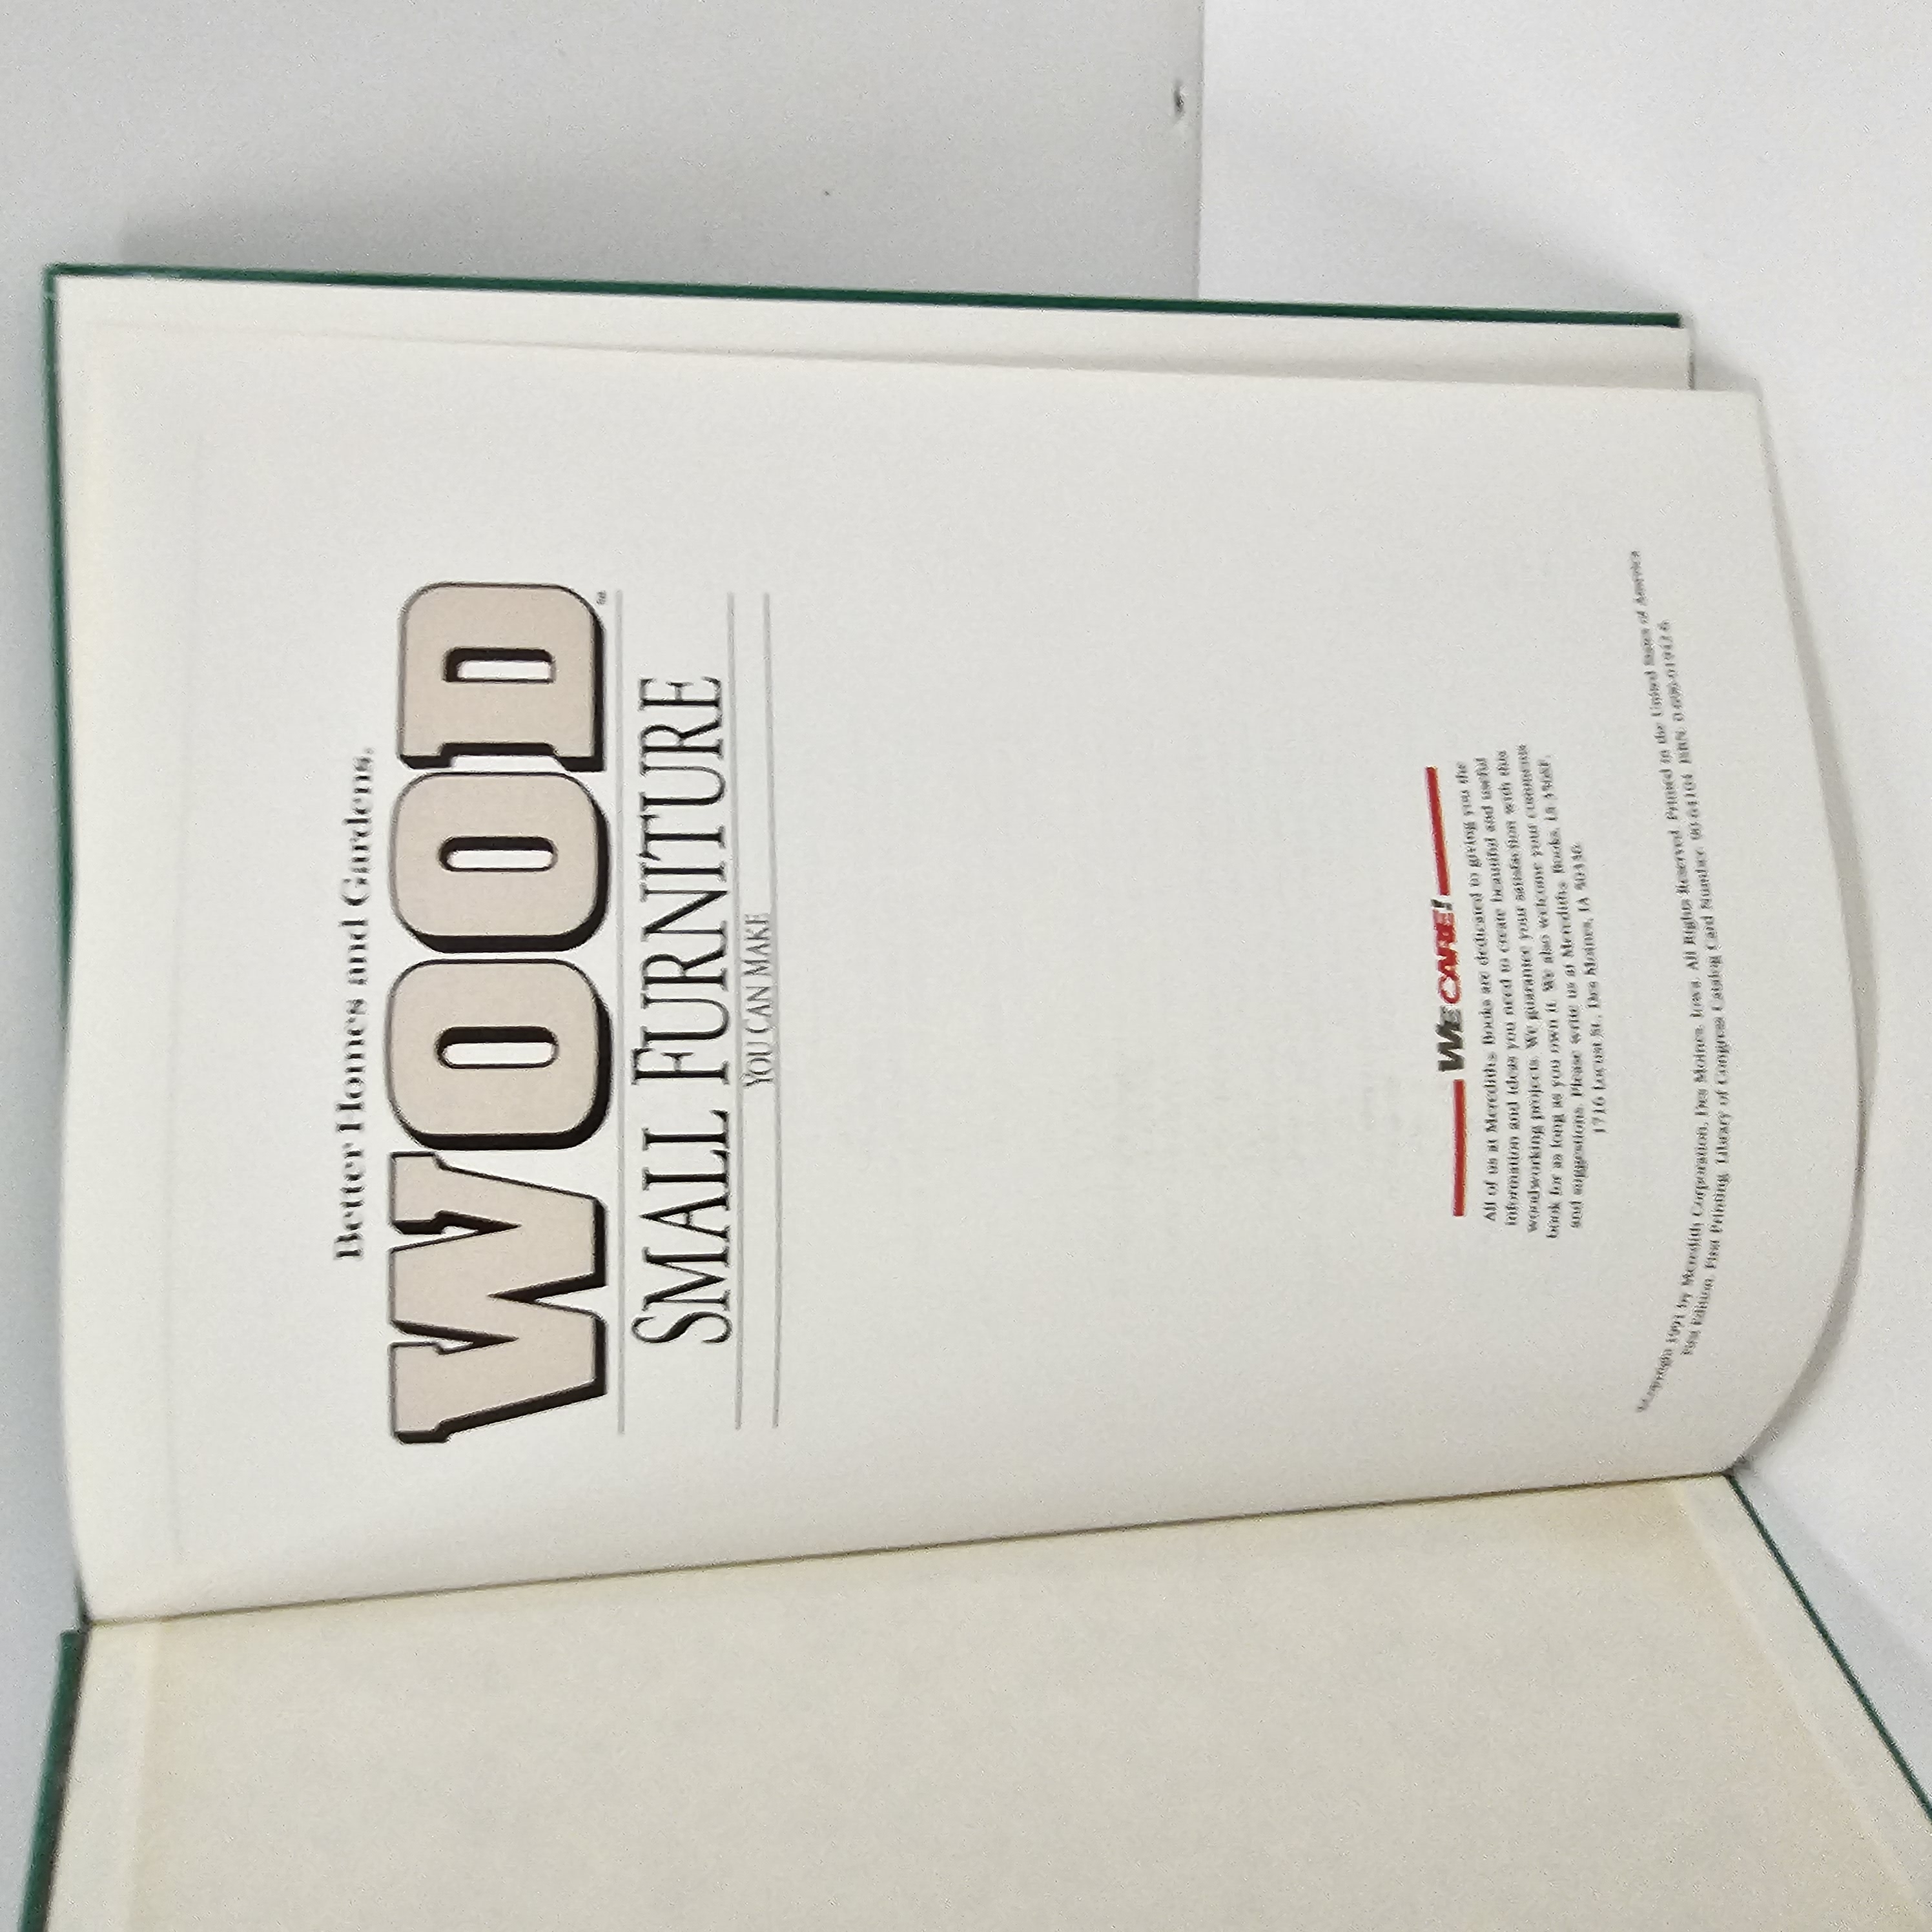 Better Homes and Gardens®
WOOD™
SMALL FURNITURE
YOU CAN MAKE
WE CARE!
All of us at Meredith® Books are dedicated to giving you the
information and ideas you need to create beautiful and useful
woodworking projects. We guarantee your satisfaction with this
book for as long as you own it. We also welcome your comments
and suggestions. Please write us at Meredith® Books,
1716 Locust St., Des Moines, IA 50336.
©Copyright 1991 by Meredith Corporation, Des Moines, Iowa. All Rights Reserved. Printed in the United States of America
First Edition. First Printing. Library of Congress Catalog Card Number: 90-64104 ISBN: 0-696-01942-6